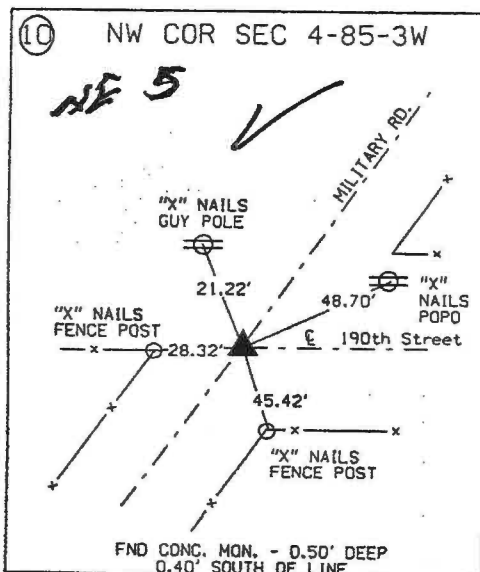 10 NW COR SEC 4-85-3W
NE 5
MILITARY RD.
"X" NAILS
GUY POLE
21.22'
48.70'
"X"
NAILS
POPO
"X" NAILS
FENCE POST
28.32'
℄ 190th Street
45.42'
"X" NAILS
FENCE POST
FND CONC. MON. - 0.50' DEEP
0.40' SOUTH OF LINE